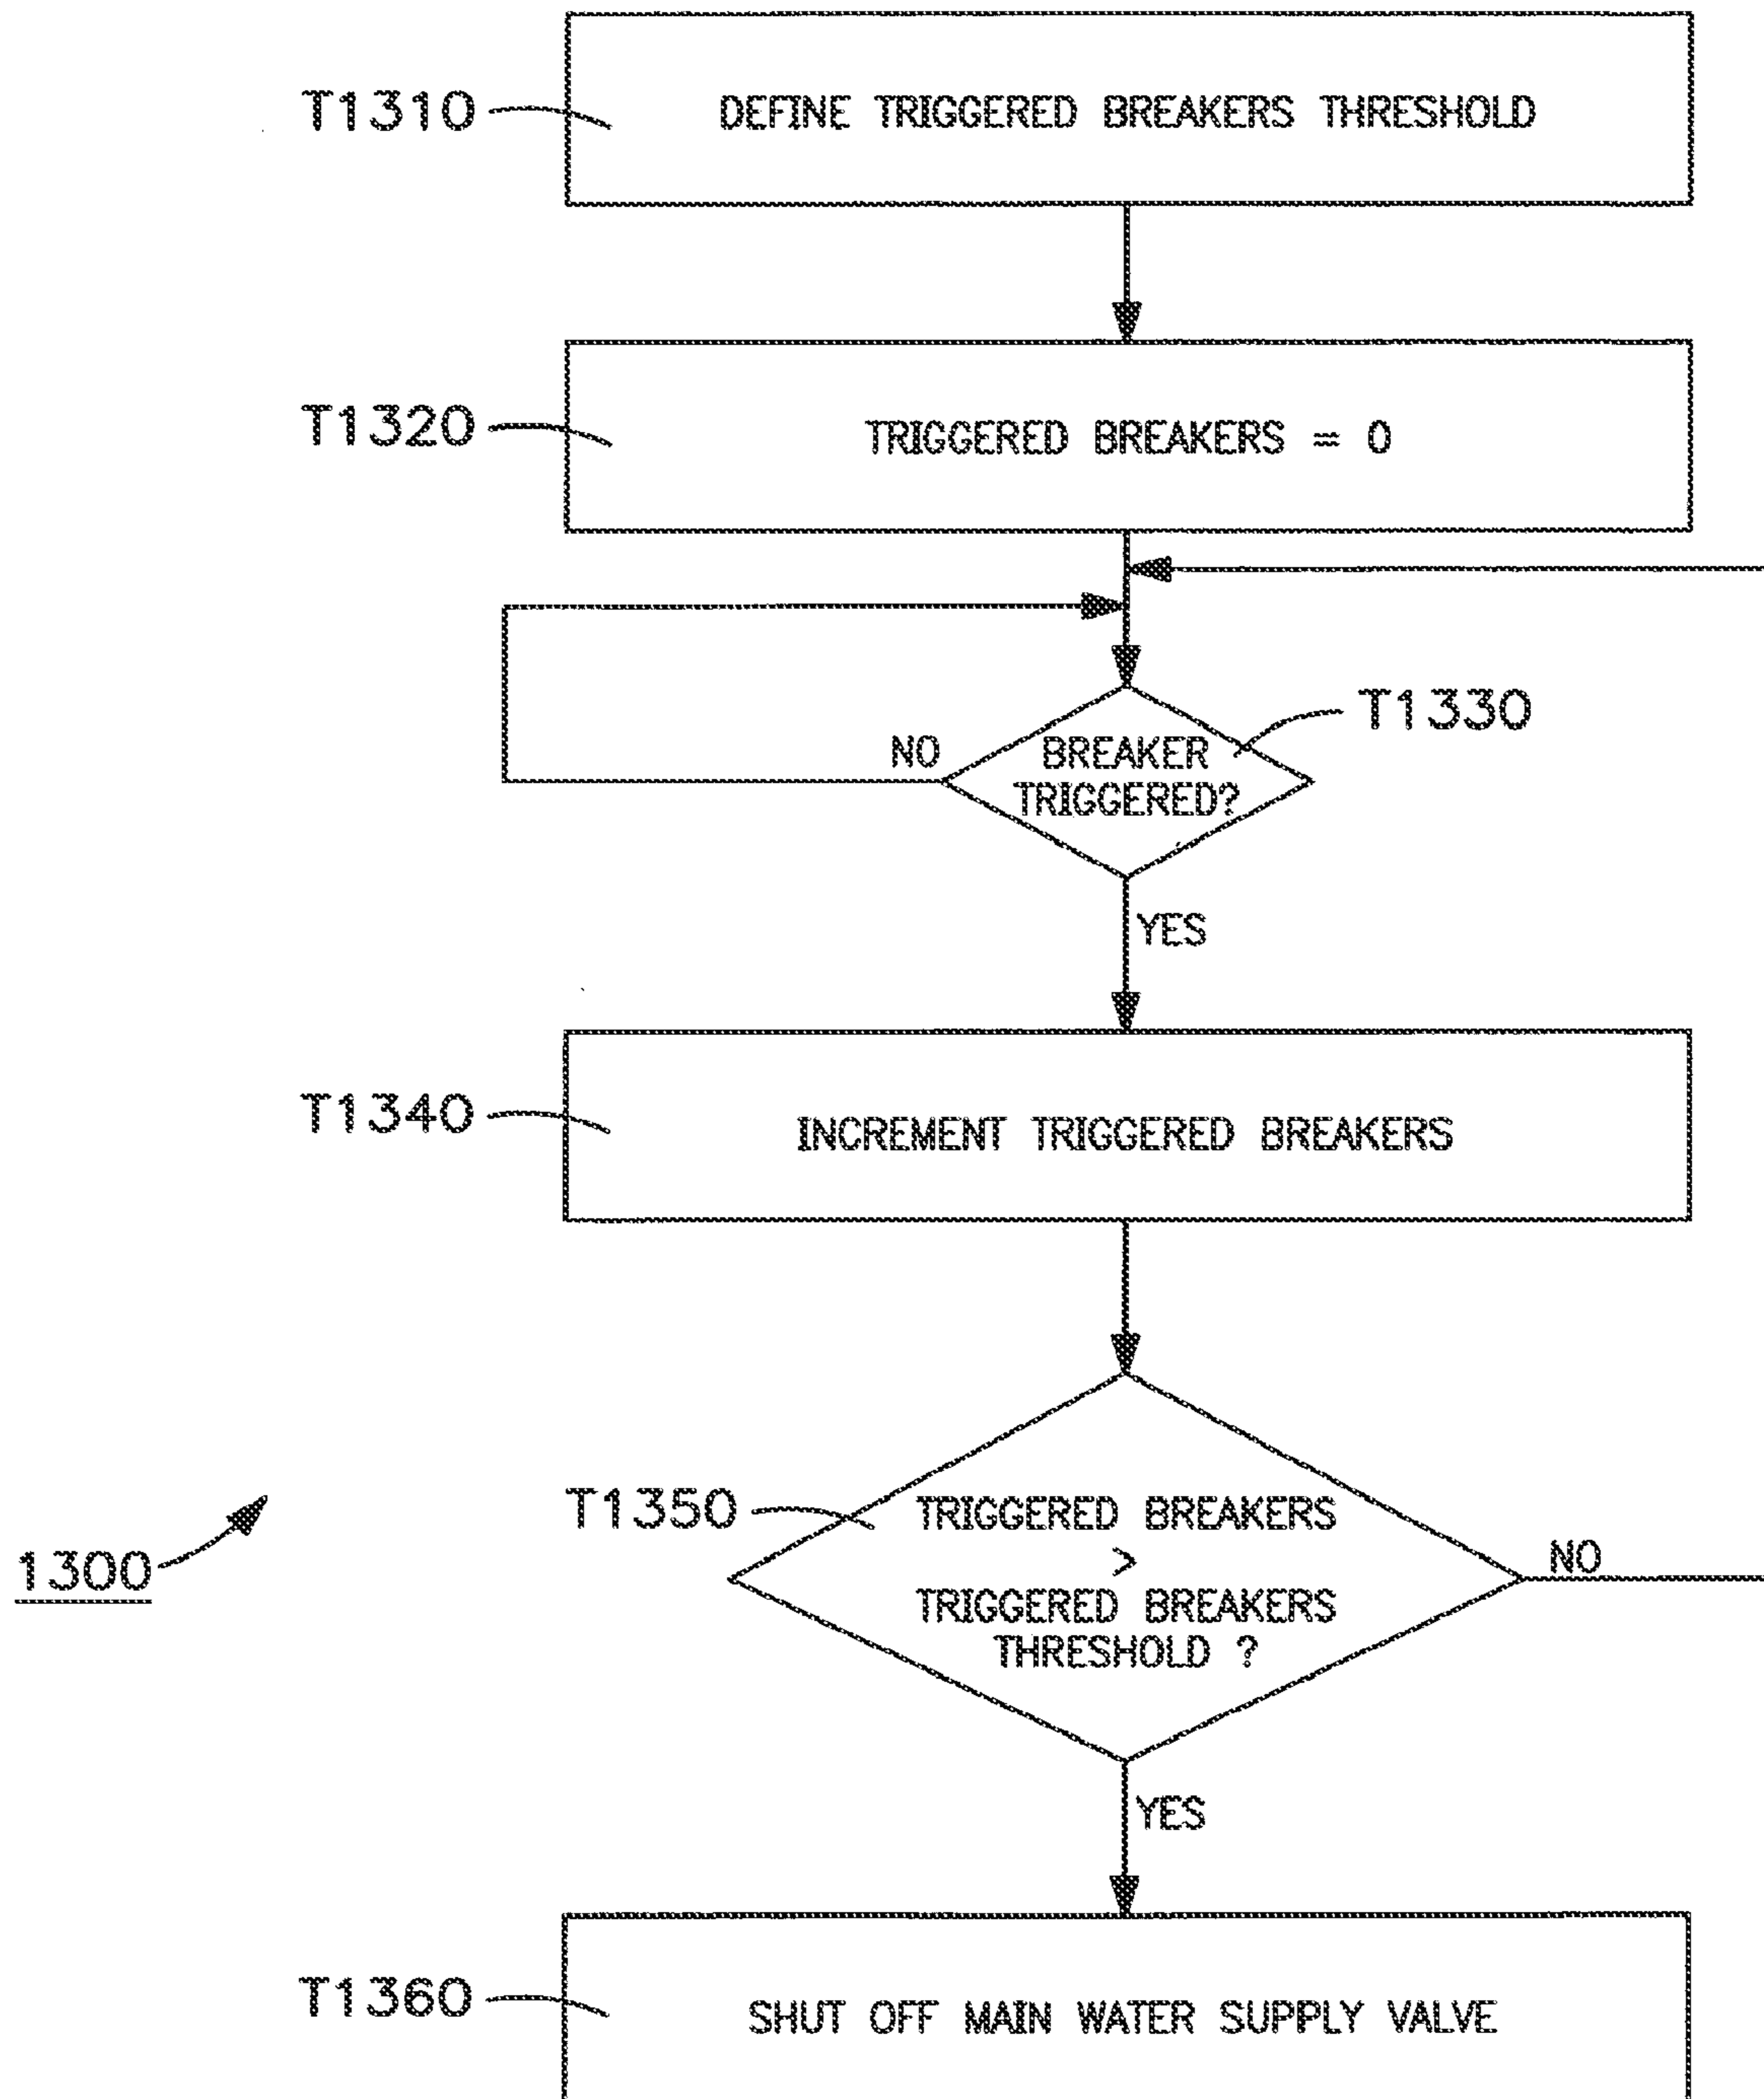 T1310
DEFINE TRIGGERED BREAKERS THRESHOLD
T1320
TRIGGERED BREAKERS = 0
T1330
NO
BREAKER
TRIGGERED?
YES
T1340
INCREMENT TRIGGERED BREAKERS
T1350
TRIGGERED BREAKERS
>
TRIGGERED BREAKERS
THRESHOLD ?
NO
1300
YES
T1360
SHUT OFF MAIN WATER SUPPLY VALVE